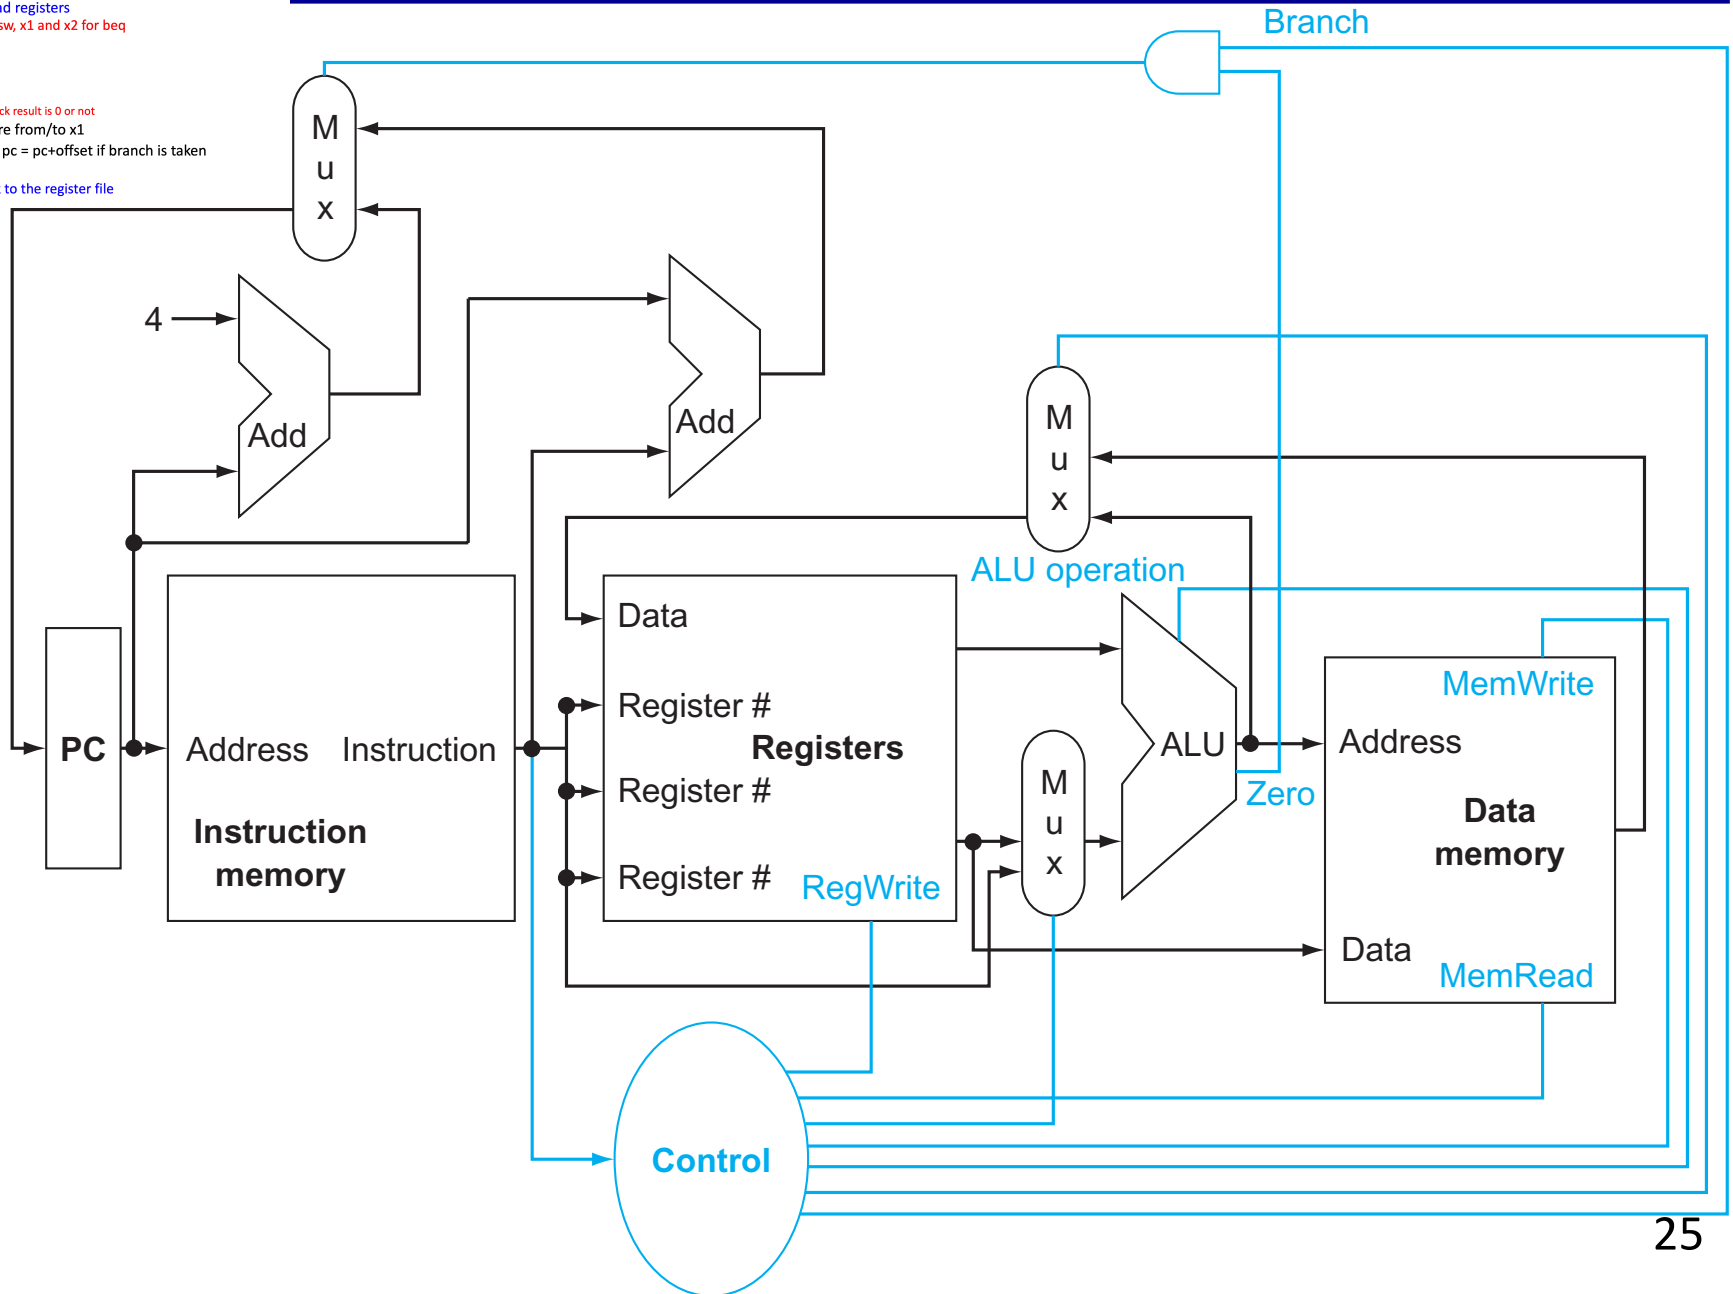 nd registers
sw, x1 and x2 for beq
ck result is 0 or not
re from/to x1
pc = pc+offset if branch is taken
to the register file
Branch
M
u
x
4
Add
Add
M
u
x
ALU operation
Data
Register #
Registers
Register #
Register #
RegWrite
PC
Address
Instruction
Instruction
memory
M
u
x
ALU
Zero
MemWrite
Address
Data
memory
Data
MemRead
Control
25